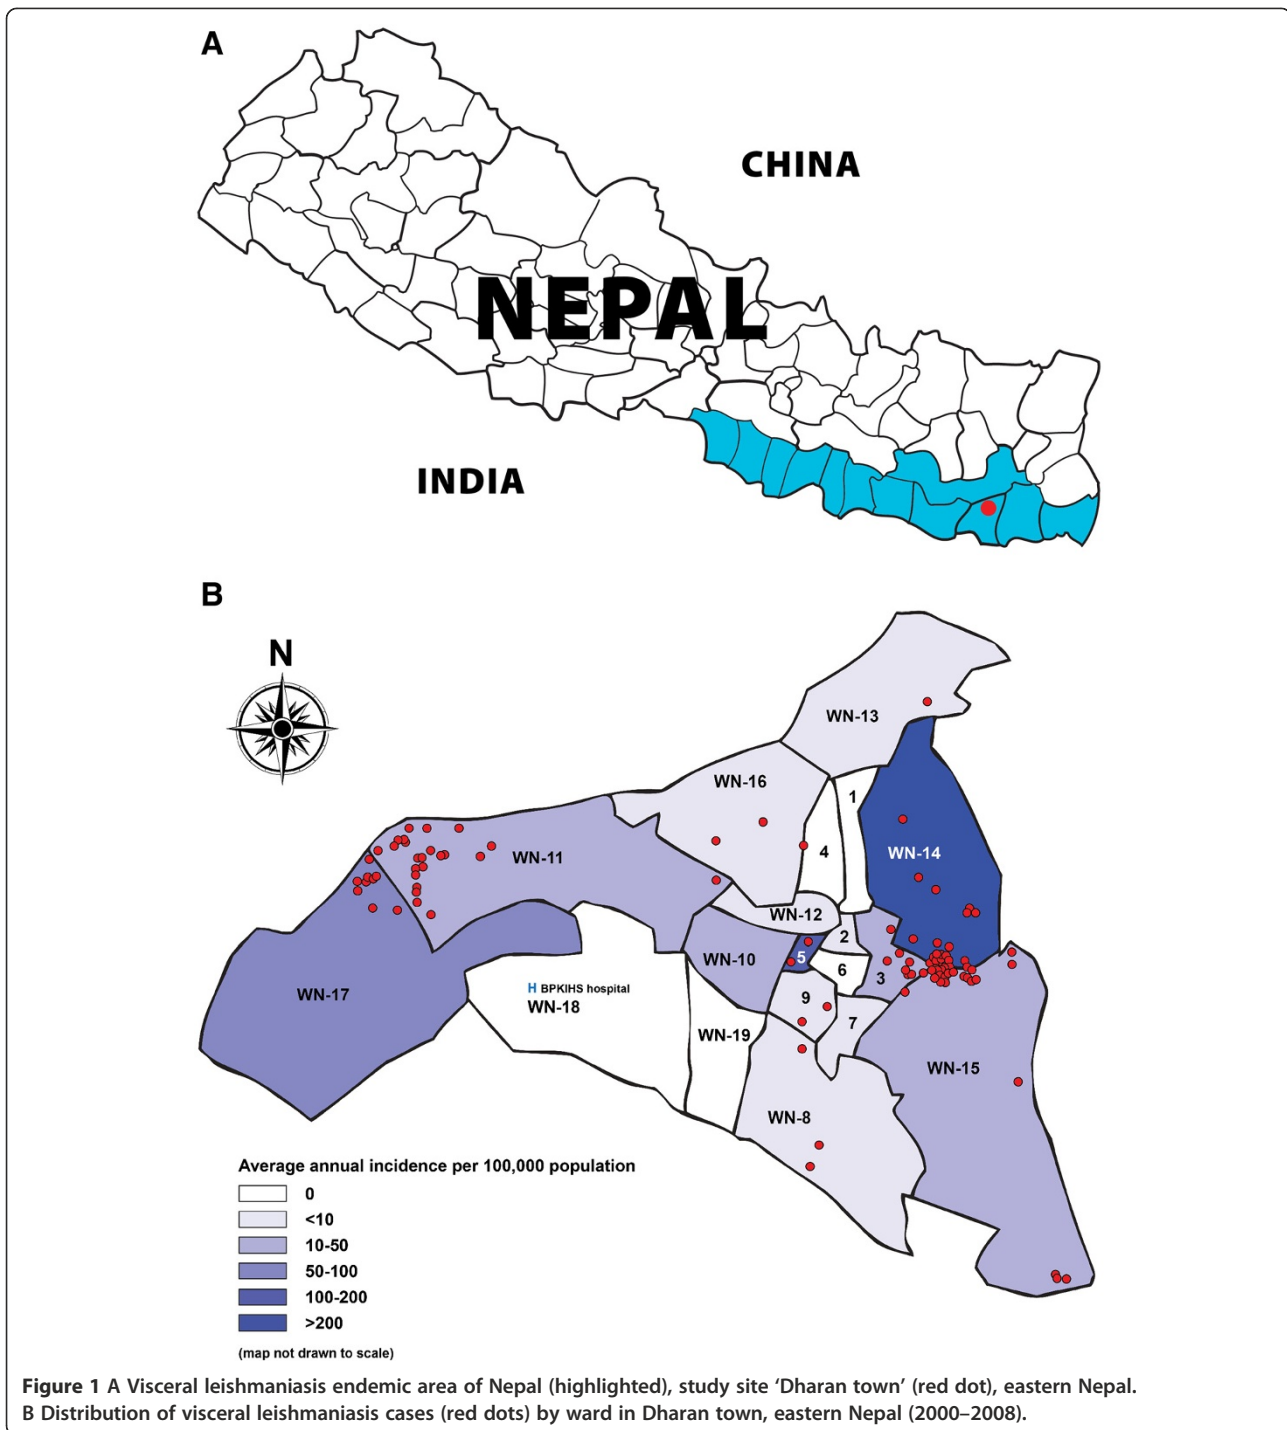 A
CHINA
NEPAL
INDIA
B
N
WN-13
WN-16
1
4
WN-14
WN-11
WN-12
2
WN-10
5
6
3
WN-17
H BPKIHS hospital
WN-18
9
7
WN-19
WN-15
WN-8
Average annual incidence per 100,000 population
0
<10
10-50
50-100
100-200
>200
(map not drawn to scale)
Figure 1 A Visceral leishmaniasis endemic area of Nepal (highlighted), study site ‘Dharan town’ (red dot), eastern Nepal.
B Distribution of visceral leishmaniasis cases (red dots) by ward in Dharan town, eastern Nepal (2000–2008).